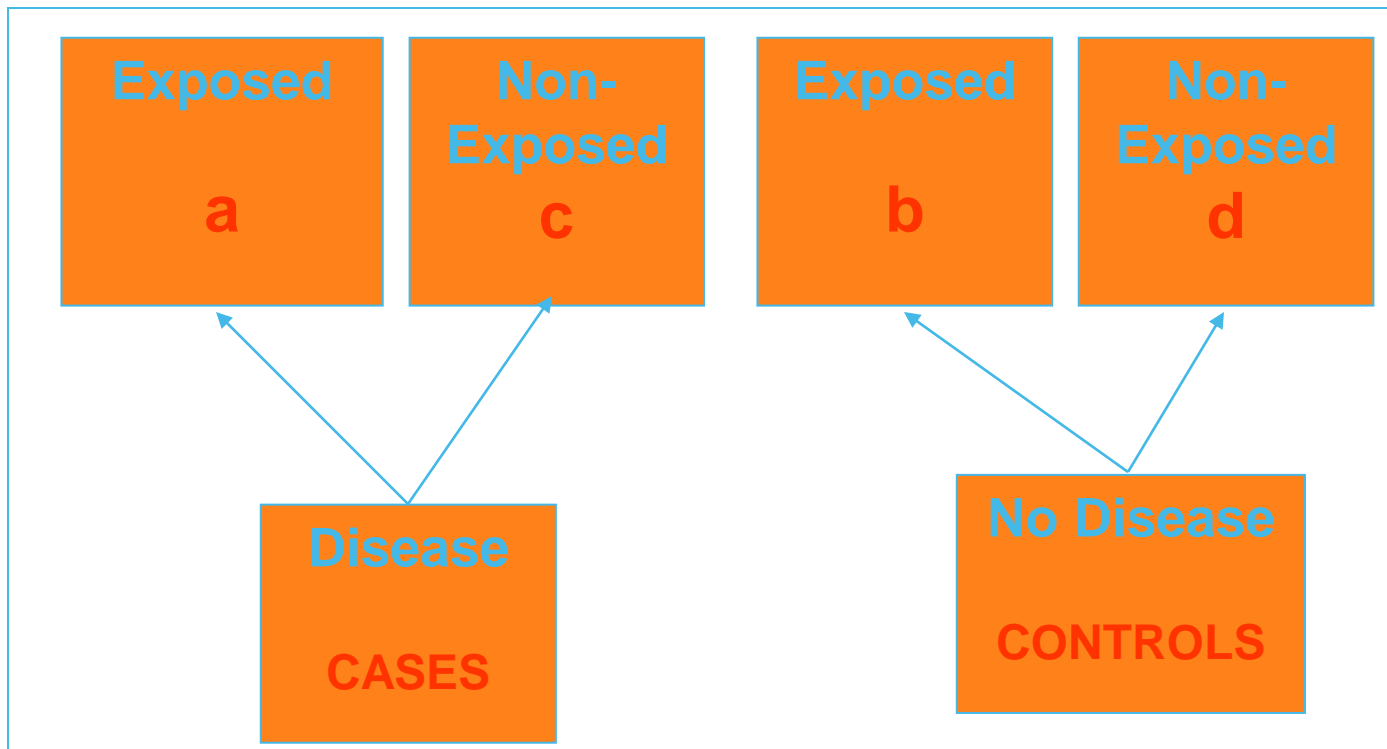 Exposed
a
Non-
Exposed
c
Exposed
b
Non-
Exposed
d
Disease
CASES
No Disease
CONTROLS